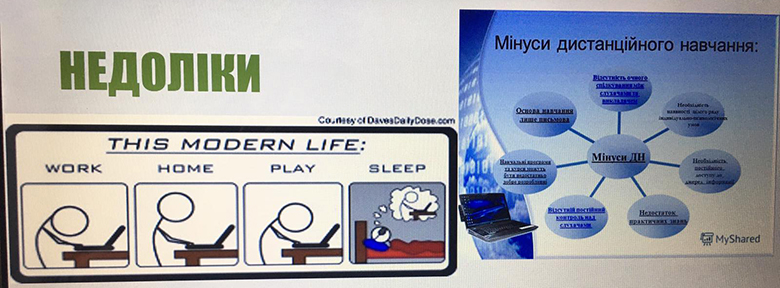 НЕДОЛІКИ
Courtesy of DavesDailyDose.com
THIS MODERN LIFE:
WORK HOME PLAY SLEEP
Мінуси дистанційного навчання:
Відсутність очного
спілкування між
слухачами та
викладачем
Необхідність
наявності цілого ряду
індивідуально-психологічних
умов
Необхідність
постійного
доступу до
джерел інформації
Недостаток
практичних знань
Відсутній постійний
контроль над
слухачами
Навчальні програми
та курси можуть
бути недостатньо
добре розроблені
Основа навчання
лише письмова
Мінуси ДН
MyShared